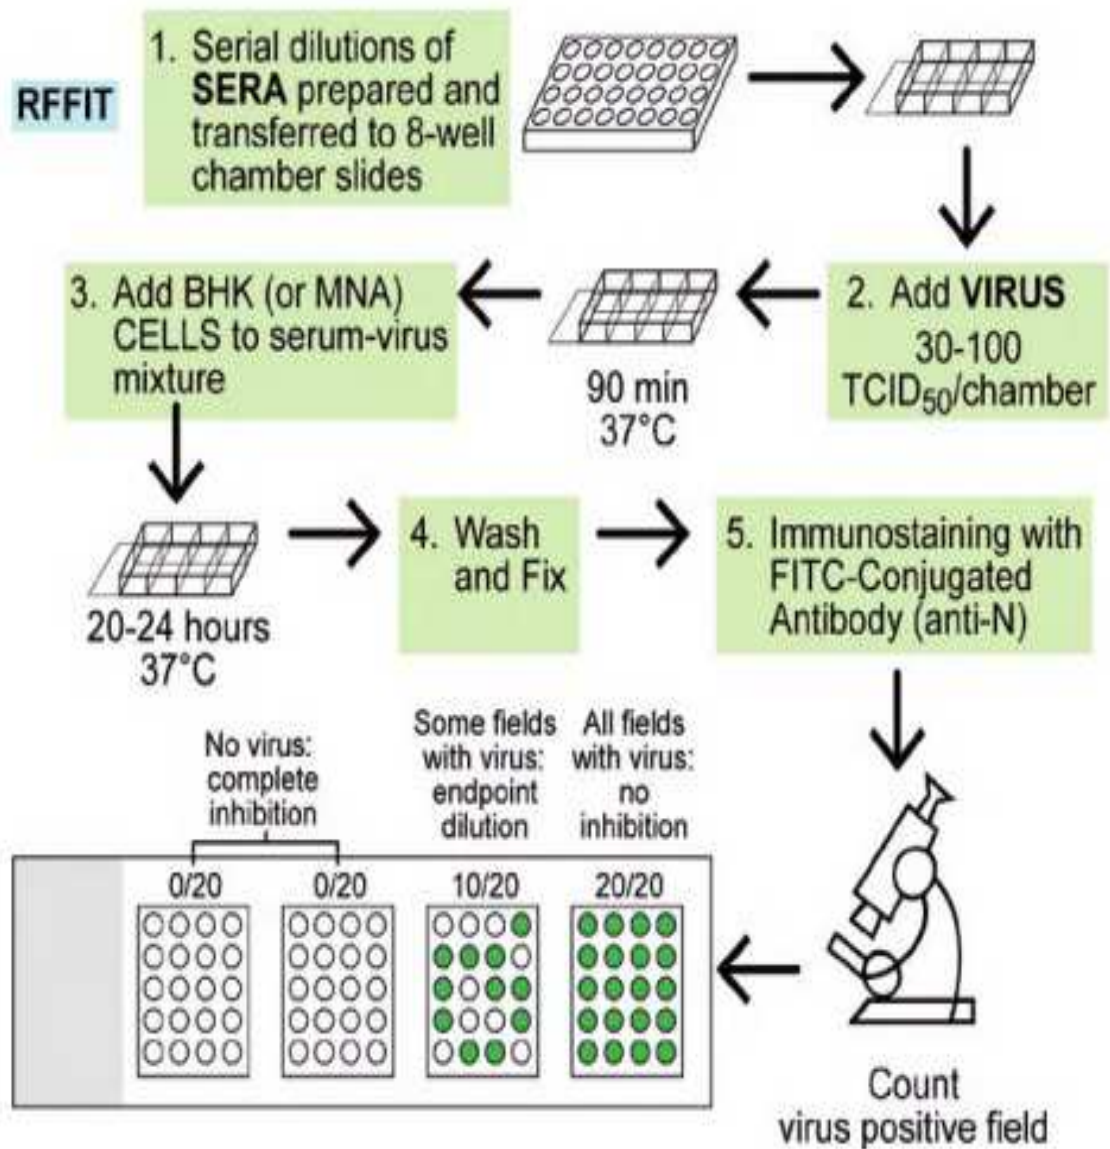 RFFIT
1. Serial dilutions of
SERA prepared and
transferred to 8-well
chamber slides
2. Add VIRUS
30-100
TCID50/chamber
90 min
37°C
3. Add BHK (or MNA)
CELLS to serum-virus
mixture
20-24 hours
37°C
4. Wash
and Fix
5. Immunostaining with
FITC-Conjugated
Antibody (anti-N)
Count
virus positive field
No virus:
complete
inhibition
Some fields
with virus:
endpoint
dilution
All fields
with virus:
no
inhibition
0/20 0/20 10/20 20/20